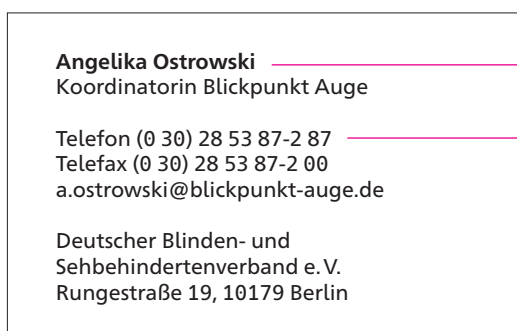 Angelika Ostrowski
Koordinatorin Blickpunkt Auge
Telefon (0 30) 28 53 87-2 87
Telefax (0 30) 28 53 87-2 00
a.ostrowski@blickpunkt-auge.de
Deutscher Blinden- und
Sehbehindertenverband e. V.
Rungestraße 19, 10179 Berlin